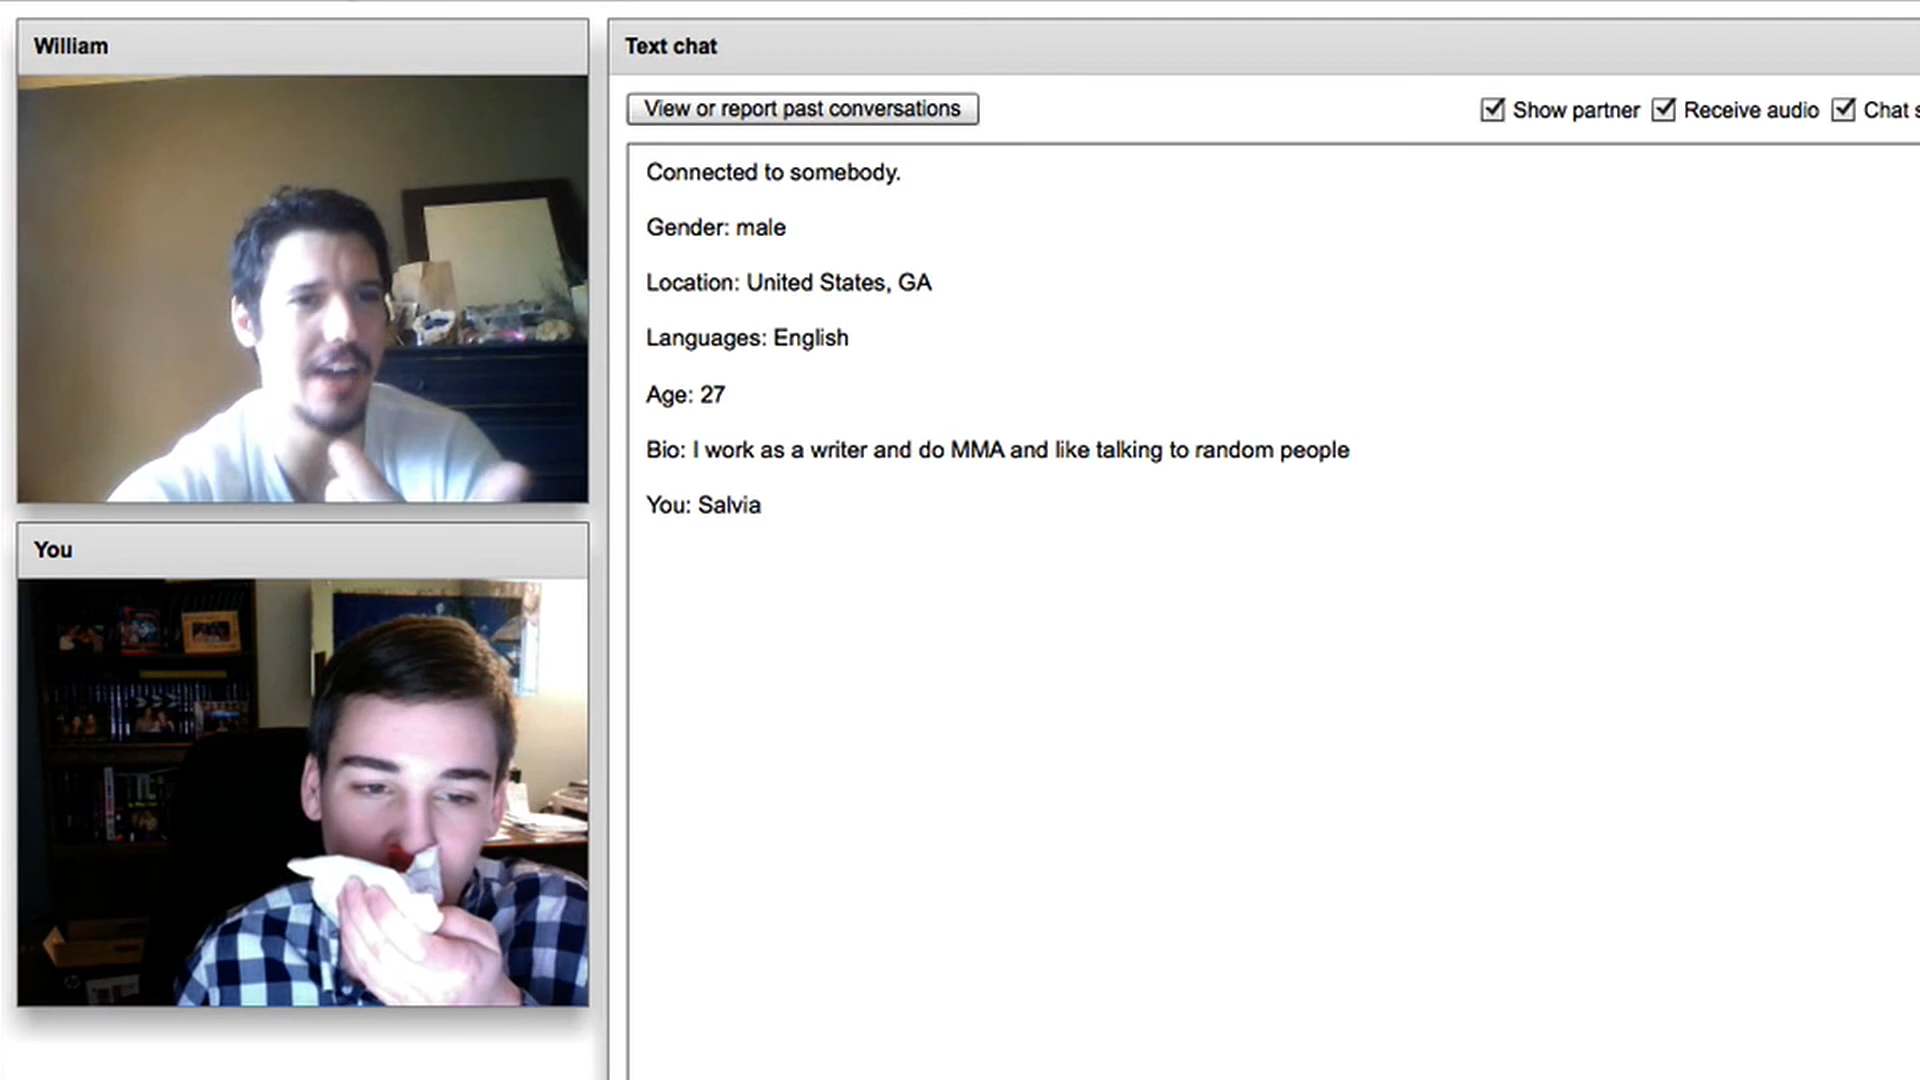 William
Text chat
View or report past conversations
Show partner
Receive audio
Chat s
Connected to somebody.
Gender: male
Location: United States, GA
Languages: English
Age: 27
Bio: I work as a writer and do MMA and like talking to random people
You: Salvia
You